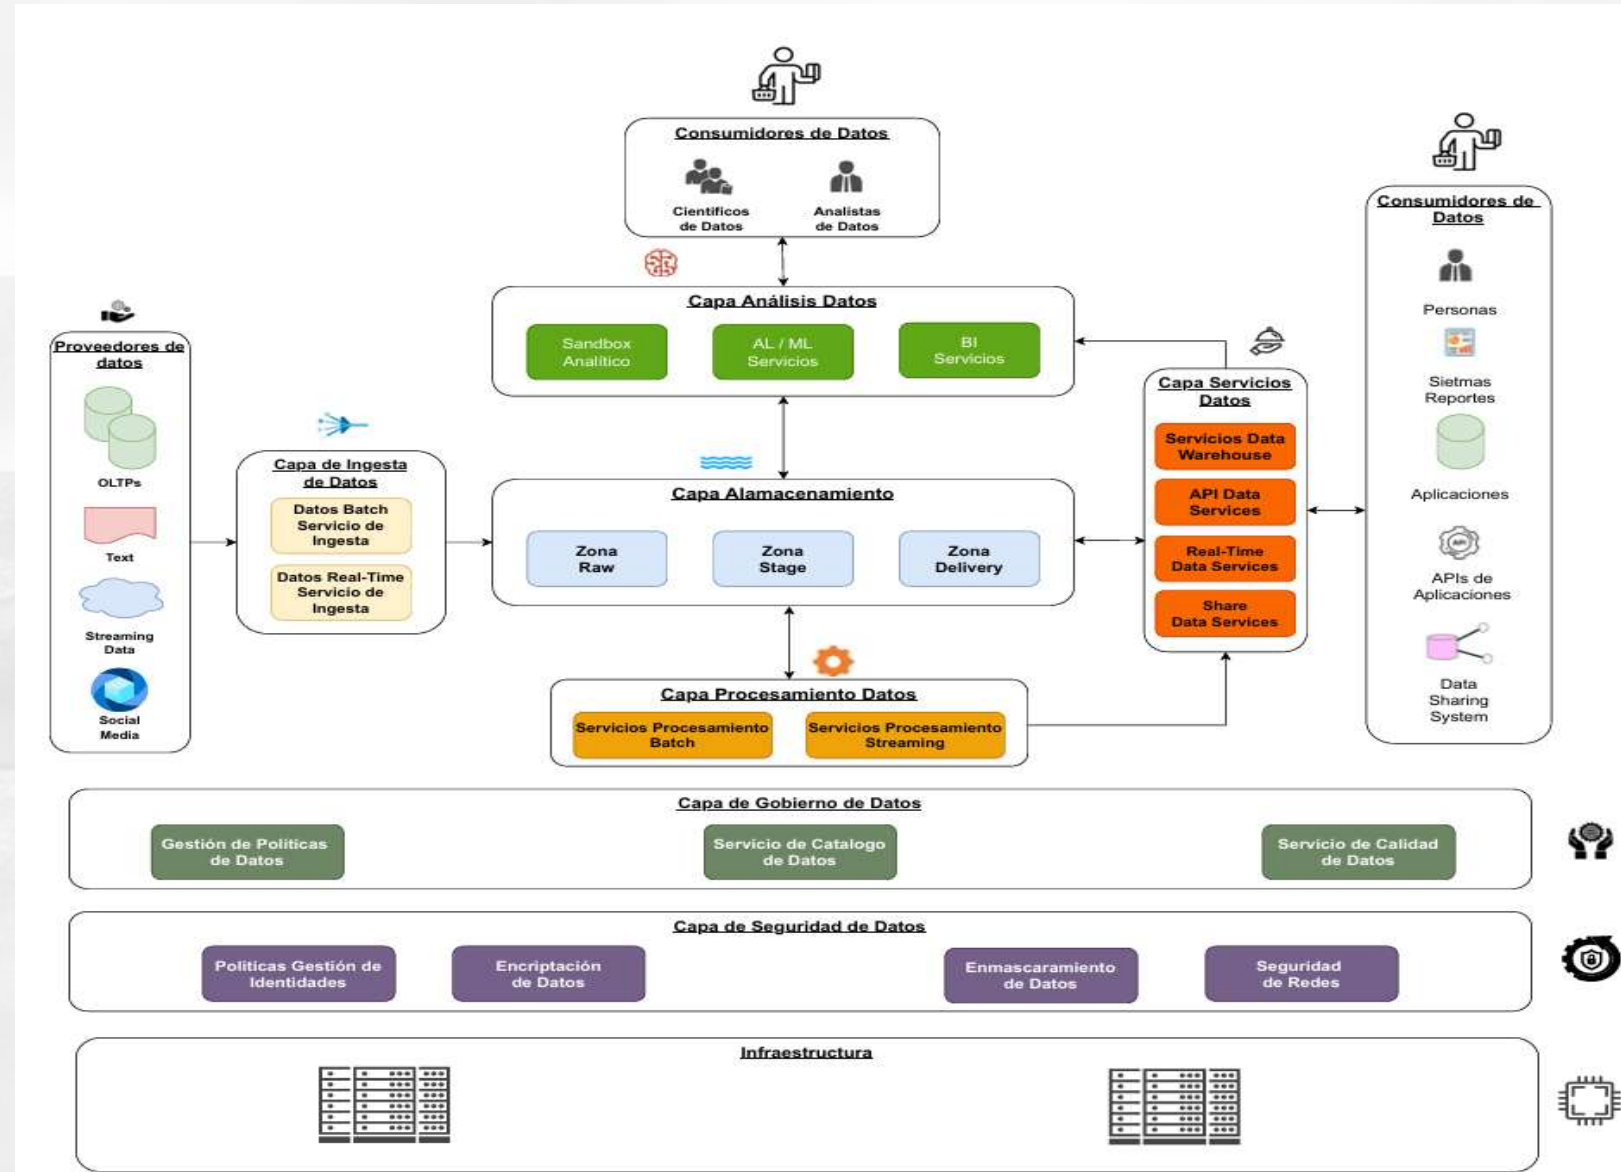 Consumidores de Datos
Científicos
de Datos
Analistas
de Datos
Consumidores de
Datos
Personas
Sietmas
Reportes
Aplicaciones
APIs de
Aplicaciones
Data
Sharing
System
Capa Análisis Datos
Sandbox
Analítico
AL / ML
Servicios
BI
Servicios
Proveedores de
datos
OLTPs
Text
Streaming
Data
Social
Media
Capa de Ingesta
de Datos
Datos Batch
Servicio de
Ingesta
Datos Real-Time
Servicio de
Ingesta
Capa Alamacenamiento
Zona
Raw
Zona
Stage
Zona
Delivery
Capa Servicios
Datos
Servicios Data
Warehouse
API Data
Services
Real-Time
Data Services
Share
Data Services
API
Capa Procesamiento Datos
Servicios Procesamiento
Batch
Servicios Procesamiento
Streaming
Capa de Gobierno de Datos
Gestión de Políticas
de Datos
Servicio de Catalogo
de Datos
Servicio de Calidad
de Datos
Capa de Seguridad de Datos
Politicas Gestión de
Identidades
Encriptación
de Datos
Enmascaramiento
de Datos
Seguridad
de Redes
Infraestructura